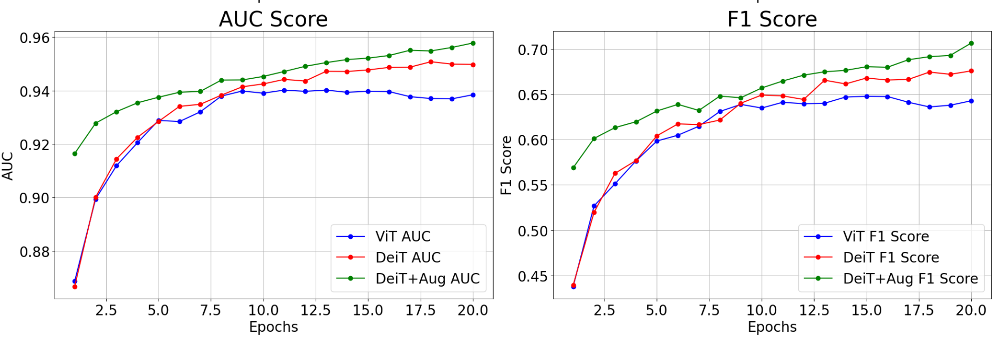 AUC Score
0.96
0.94
0.92
0.90
0.88
AUC
2.5 5.0 7.5 10.0 12.5 15.0 17.5 20.0
Epochs
ViT AUC
DeiT AUC
DeiT+Aug AUC
F1 Score
0.70
0.65
0.60
0.55
0.50
0.45
F1 Score
2.5 5.0 7.5 10.0 12.5 15.0 17.5 20.0
Epochs
ViT F1 Score
DeiT F1 Score
DeiT+Aug F1 Score